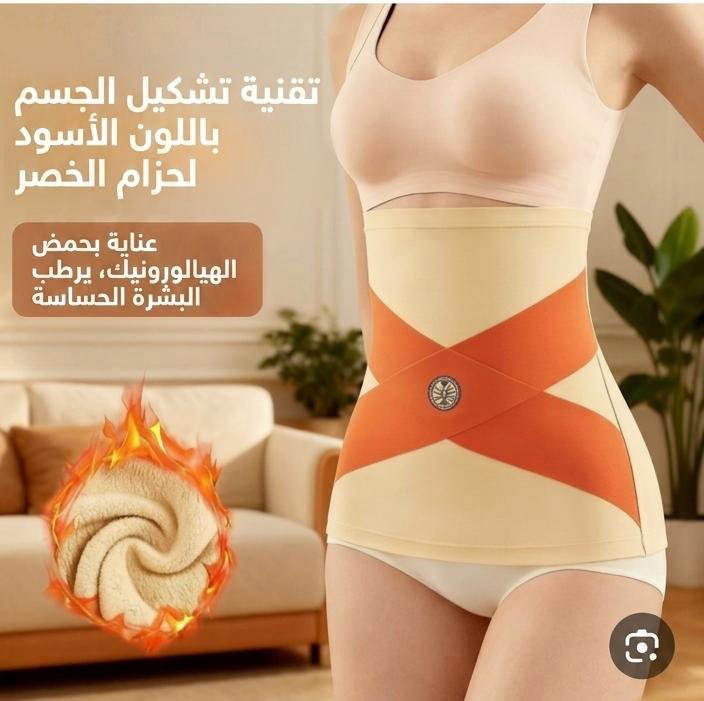 تقنية تشكيل الجسم
باللون الأسود
لحزام الخصر
عناية بحمض
الهيالورونيك، يرطب
البشرة الحساسة